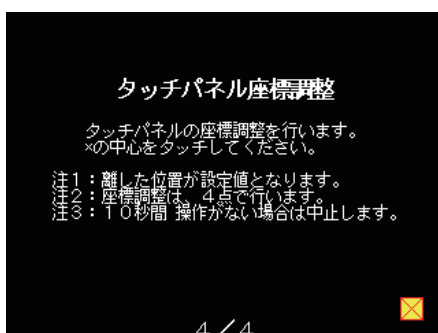 タッチパネル座標調整
タッチパネルの座標調整を行います。
×の中心をタッチしてください。
注1：離した位置が設定値となります。
注2：座標調整は、4点で行います。
注3：10秒間 操作がない場合は中止します。
4／4